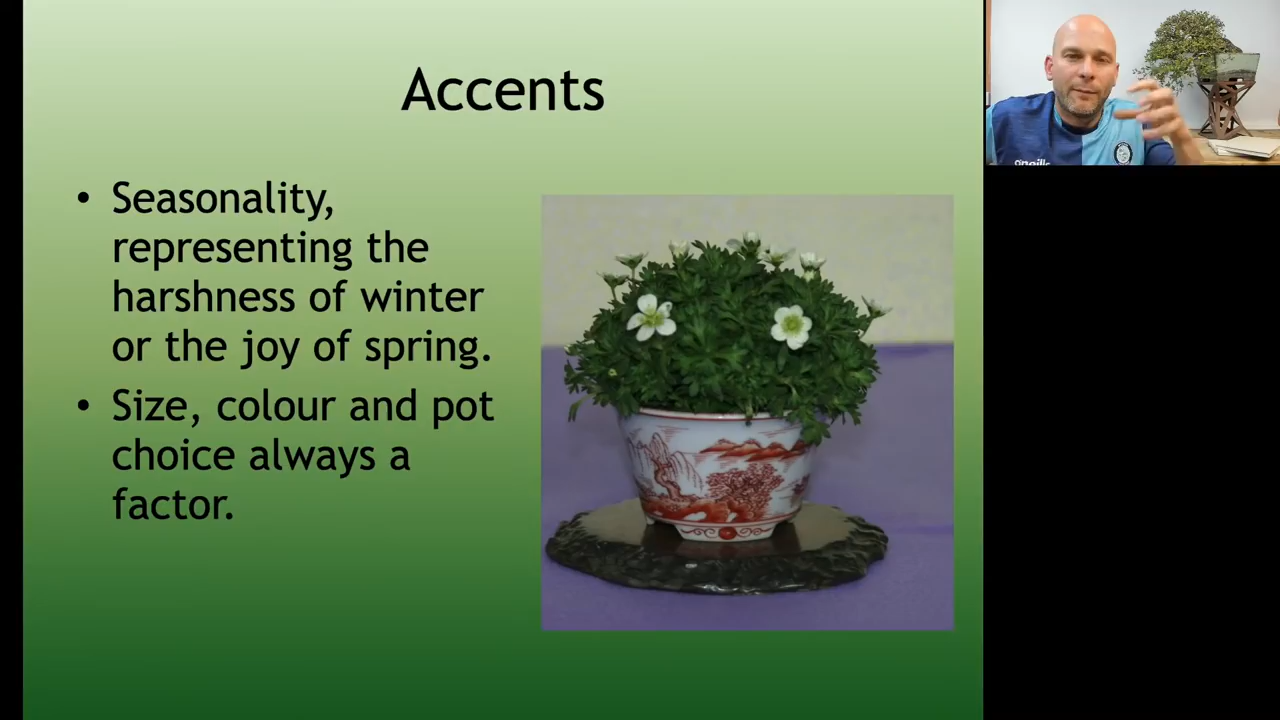 Accents
• Seasonality,
representing the
harshness of winter
or the joy of spring.
• Size, colour and pot
choice always a
factor.
O'NEILLS